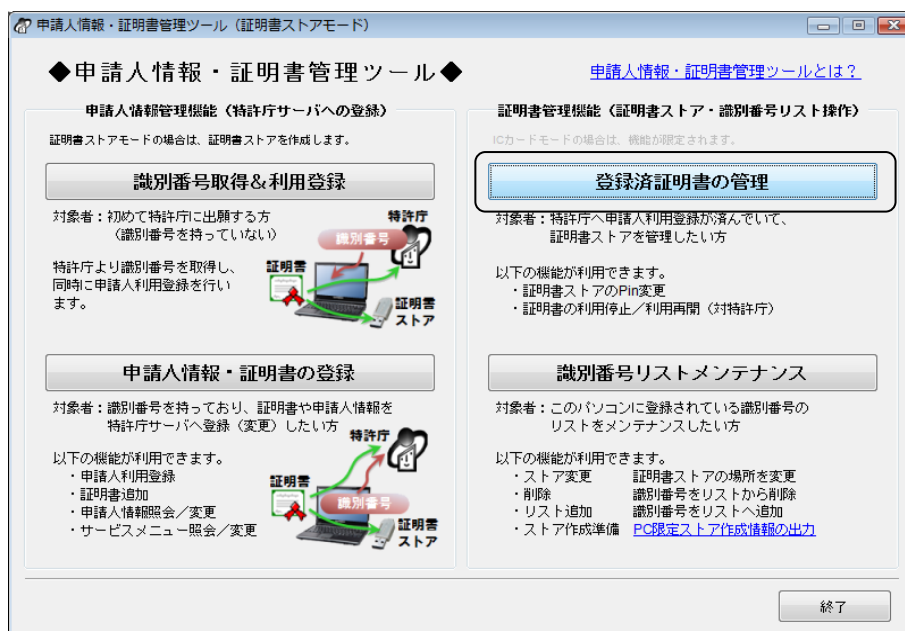 申請人情報・証明書管理ツール（証明書ストアモード）
◆申請人情報・証明書管理ツール◆
申請人情報・証明書管理ツールとは？
申請人情報管理機能（特許庁サーバへの登録）
証明書ストアモードの場合は、証明書ストアを作成します。
識別番号取得&利用登録
対象者：初めて特許庁に出願する方
（識別番号を持っていない）
特許庁より識別番号を取得し、
同時に申請人利用登録を行い
ます。
特許庁
識別番号
証明書
証明書
ストア
申請人情報・証明書の登録
対象者：識別番号を持っており、証明書や申請人情報を
特許庁サーバへ登録（変更）したい方
以下の機能が利用できます。
・申請人利用登録
・証明書追加
・申請人情報照会／変更
・サービスメニュー照会／変更
特許庁
証明書
識別番号
証明書
ストア
証明書管理機能（証明書ストア・識別番号リスト操作）
ICカードモードの場合は、機能が限定されます。
登録済証明書の管理
対象者：特許庁へ申請人利用登録が済んでいて、
証明書ストアを管理したい方
以下の機能が利用できます。
・証明書ストアのPin変更
・証明書の利用停止／利用再開（対特許庁）
識別番号リストメンテナンス
対象者：このパソコンに登録されている識別番号の
リストをメンテナンスしたい方
以下の機能が利用できます。
・ストア変更 証明書ストアの場所を変更
・削除 識別番号をリストから削除
・リスト追加 識別番号をリストへ追加
・ストア作成準備 PC限定ストア作成情報の出力
終了